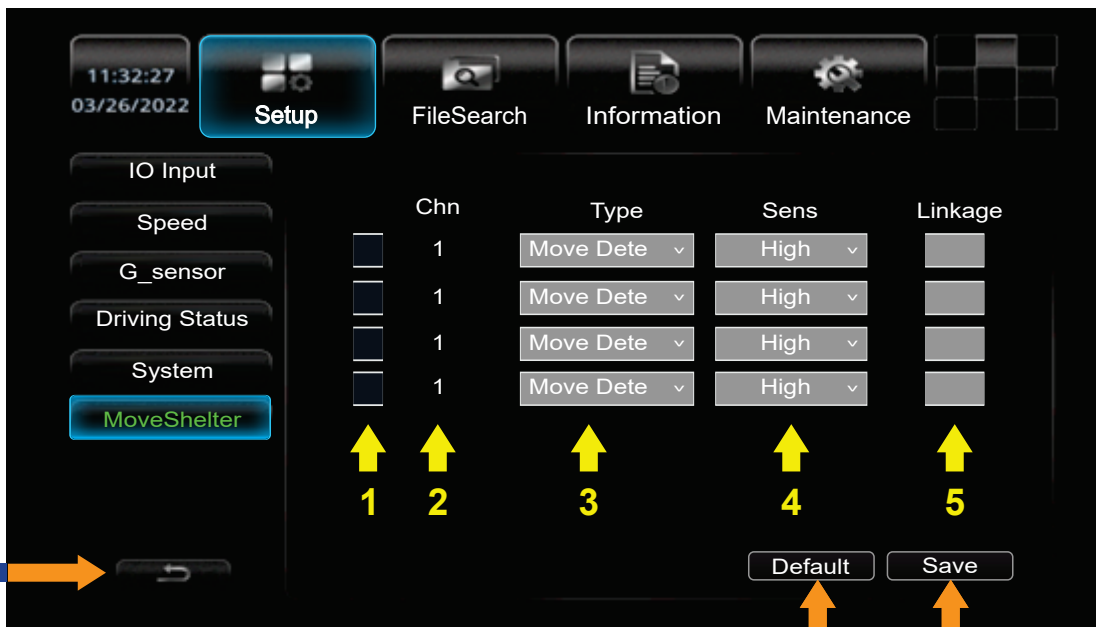 11:32:27
03/26/2022
Setup
FileSearch
Information
Maintenance
IO Input
Speed
G_sensor
Driving Status
System
MoveShelter
Chn Type Sens Linkage
1 Move Dete High
1 Move Dete High
1 Move Dete High
1 Move Dete High
1 2 3 4 5
Default Save